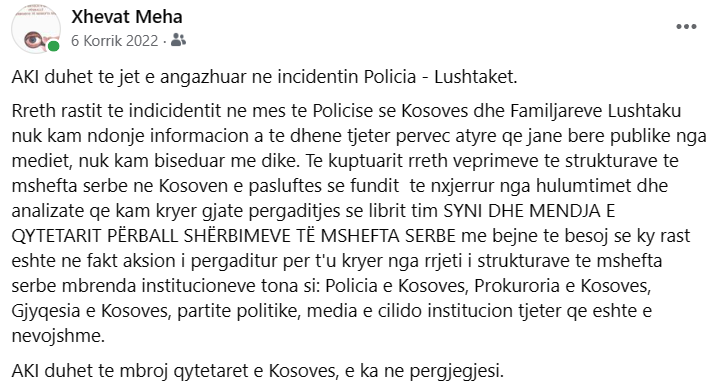 Xhevat Meha
6 Korrik 2022 ·
AKI duhet te jet e angazhuar ne incidentin Policia - Lushtaket.
Rreth rastit te indicidentit ne mes te Policise se Kosoves dhe Familjareve Lushtaku
nuk kam ndonje informacion a te dhene tjeter pervec atyre qe jane bere publike nga
mediet, nuk kam biseduar me dike. Te kuptuarit rreth veprimeve te strukturave te
mshefta serbe ne Kosoven e pasluftes se fundit te nxjerrur nga hulumtimet dhe
analizate qe kam kryer gjate pergaditjes se librit tim SYNI DHE MENDJA E
QYTETARIT PËRBALL SHËRBIMEVE TË MSHEFTA SERBE me bejne te besoj se ky rast
eshte ne fakt aksion i pergaditur per t'u kryer nga rrjeti i strukturave te mshefta
serbe mbrenda institucioneve tona si: Policia e Kosoves, Prokuroria e Kosoves,
Gjyqesia e Kosoves, partite politike, media e cilido institucion tjeter qe eshte e
nevojshme.
AKI duhet te mbroj qytetaret e Kosoves, e ka ne pergjegjesi.